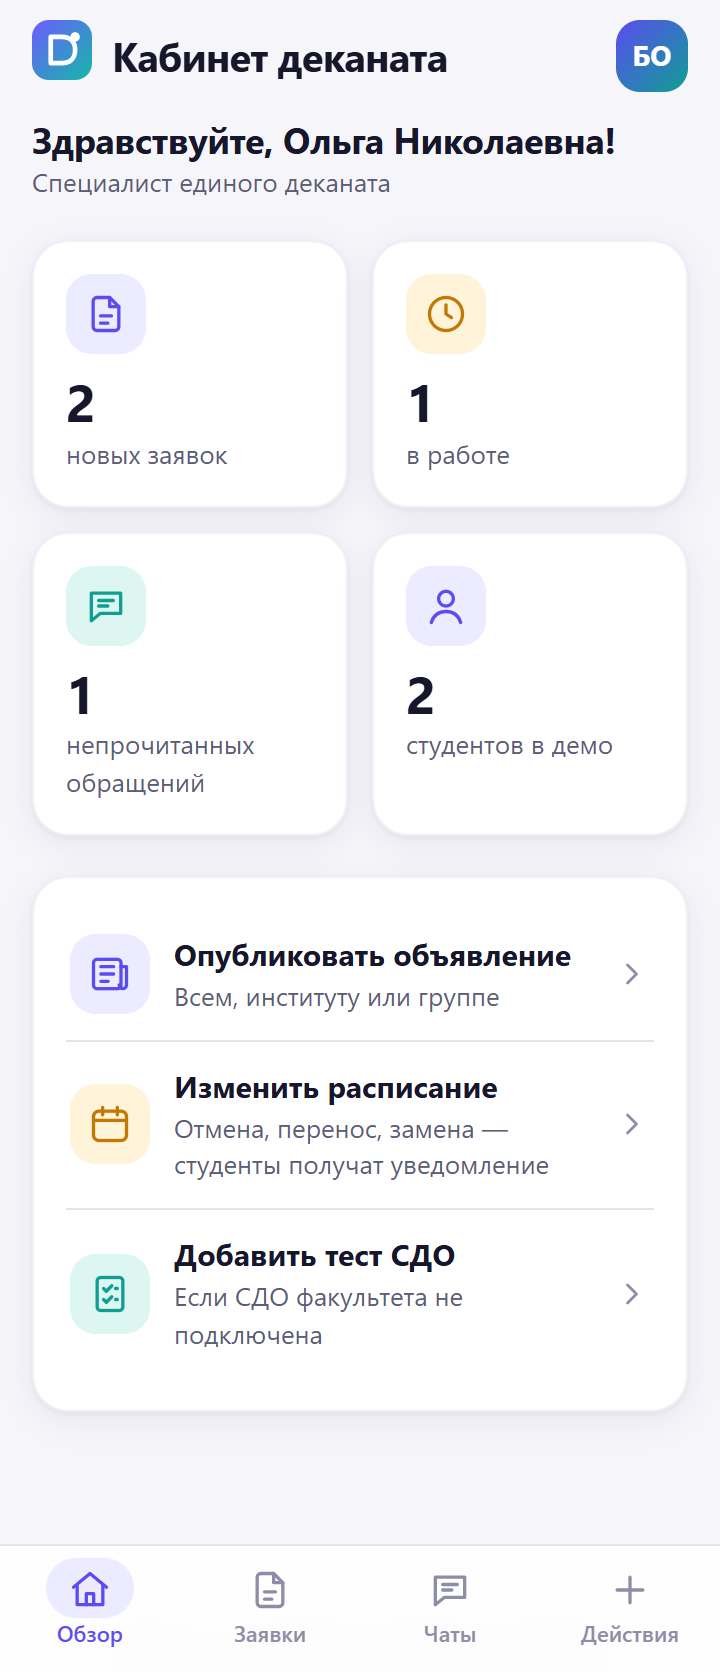 Кабинет деканата
БО
Здравствуйте, Ольга Николаевна!
Специалист единого деканата
2
новых заявок
1
в работе
1
непрочитанных
обращений
2
студентов в демо
Опубликовать объявление
Всем, институту или группе
Изменить расписание
Отмена, перенос, замена —
студенты получат уведомление
Добавить тест СДО
Если СДО факультета не
подключена
Обзор
Заявки
Чаты
Действия